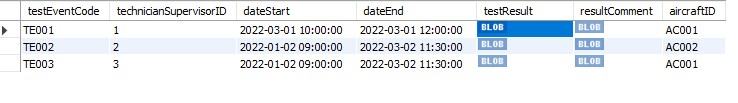 testEventCode technicianSupervisorID dateStart dateEnd testResult resultComment aircraftID
TE001 1 2022-03-01 10:00:00 2022-03-01 12:00:00 BLOB BLOB AC001
TE002 2 2022-01-02 09:00:00 2022-01-02 11:30:00 BLOB BLOB AC002
TE003 3 2022-01-02 09:00:00 2022-01-02 11:30:00 BLOB BLOB AC001